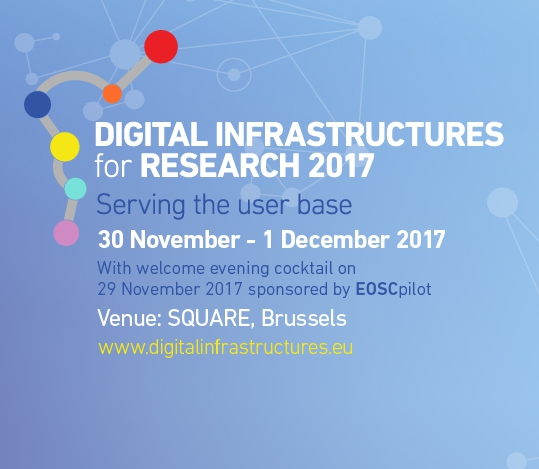 DIGITAL INFRASTRUCTURES
for RESEARCH 2017
Serving the user base
30 November - 1 December 2017
With welcome evening cocktail on
29 November 2017 sponsored by EOSCpilot
Venue: SQUARE, Brussels
www.digitalinfrastructures.eu